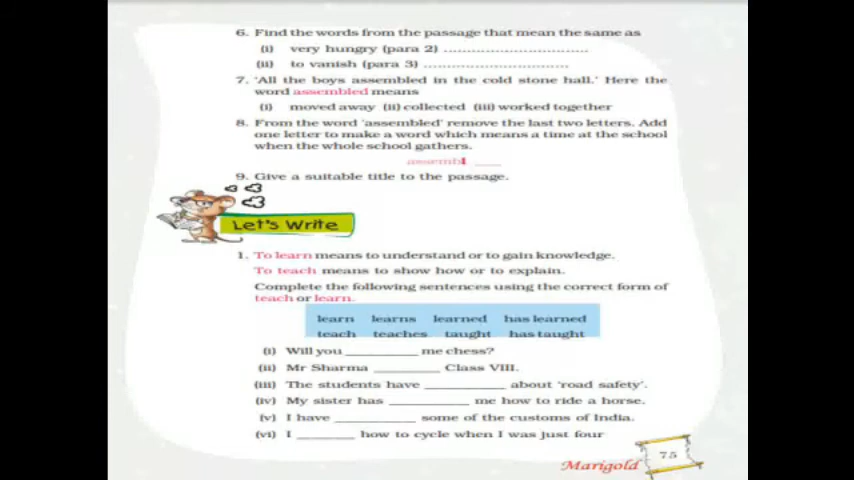 6. Find the words from the passage that mean the same as
(i) very hungry (para 2) ..............................
(ii) to vanish (para 3) ..............................
7. 'All the boys assembled in the cold stone hall.' Here the
word assembled means
(i) moved away (ii) collected (iii) worked together
8. From the word 'assembled' remove the last two letters. Add
one letter to make a word which means a time at the school
when the whole school gathers.
assembl ____
9. Give a suitable title to the passage.
Let's Write
1. To learn means to understand or to gain knowledge.
To teach means to show how or to explain.
Complete the following sentences using the correct form of
teach or learn.
learn learns learned has learned
teach teaches taught has taught
(i) Will you _________ me chess?
(ii) Mr Sharma ________ Class VIII.
(iii) The students have __________ about 'road safety'.
(iv) My sister has __________ me how to ride a horse.
(v) I have __________ some of the customs of India.
(vi) I _______ how to cycle when I was just four
Marigold 75